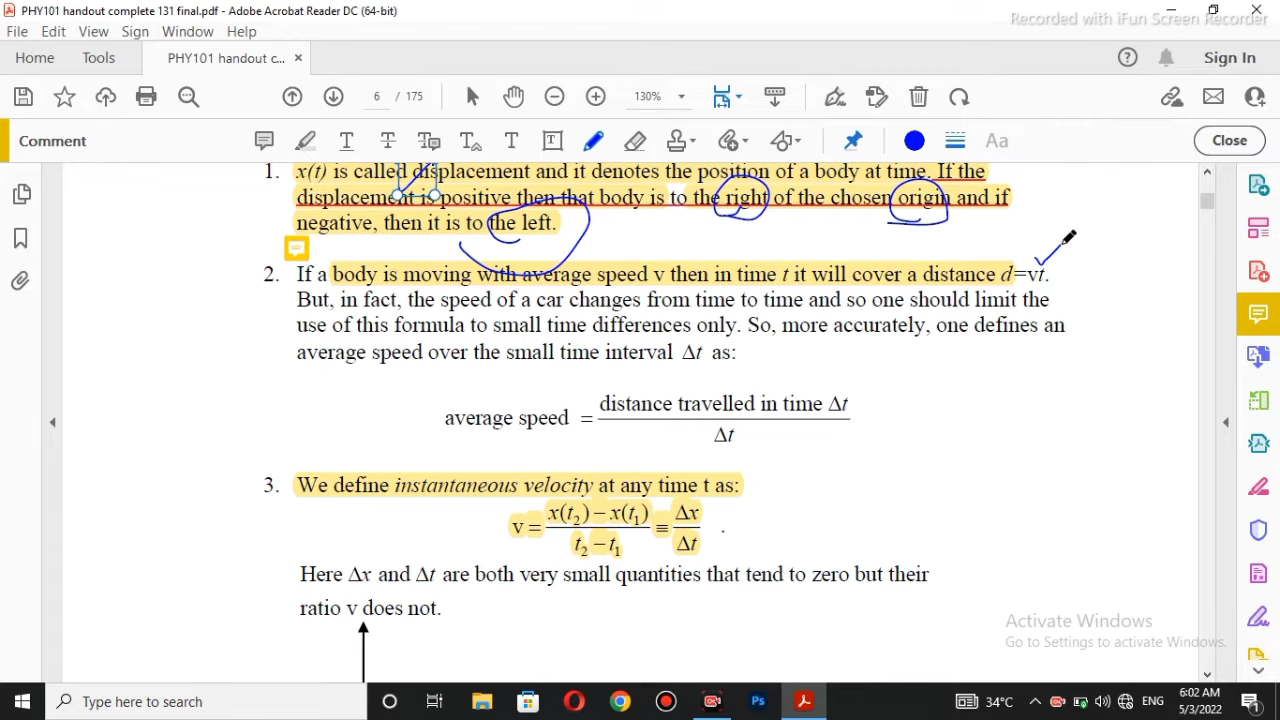 PHY101 handout complete 131 final.pdf - Adobe Acrobat Reader DC (64-bit)
Recorded with iFun Screen Recorder
File Edit View Sign Window Help
Home Tools PHY101 handout c... × Sign In
6 / 175 130%
Comment Close
1. x(t) is called displacement and it denotes the position of a body at time. If the
displacement is positive then that body is to the right of the chosen origin and if
negative, then it is to the left.
2. If a body is moving with average speed v then in time t it will cover a distance d=vt.
But, in fact, the speed of a car changes from time to time and so one should limit the
use of this formula to small time differences only. So, more accurately, one defines an
average speed over the small time interval Δt as:
average speed = distance travelled in time Δt / Δt
3. We define instantaneous velocity at any time t as:
v = x(t₂) − x(t₁) / t₂ − t₁ ≡ Δx / Δt .
Here Δx and Δt are both very small quantities that tend to zero but their
ratio v does not.
Activate Windows
Go to Settings to activate Windows.
Type here to search
34°C ENG 6:02 AM
5/3/2022